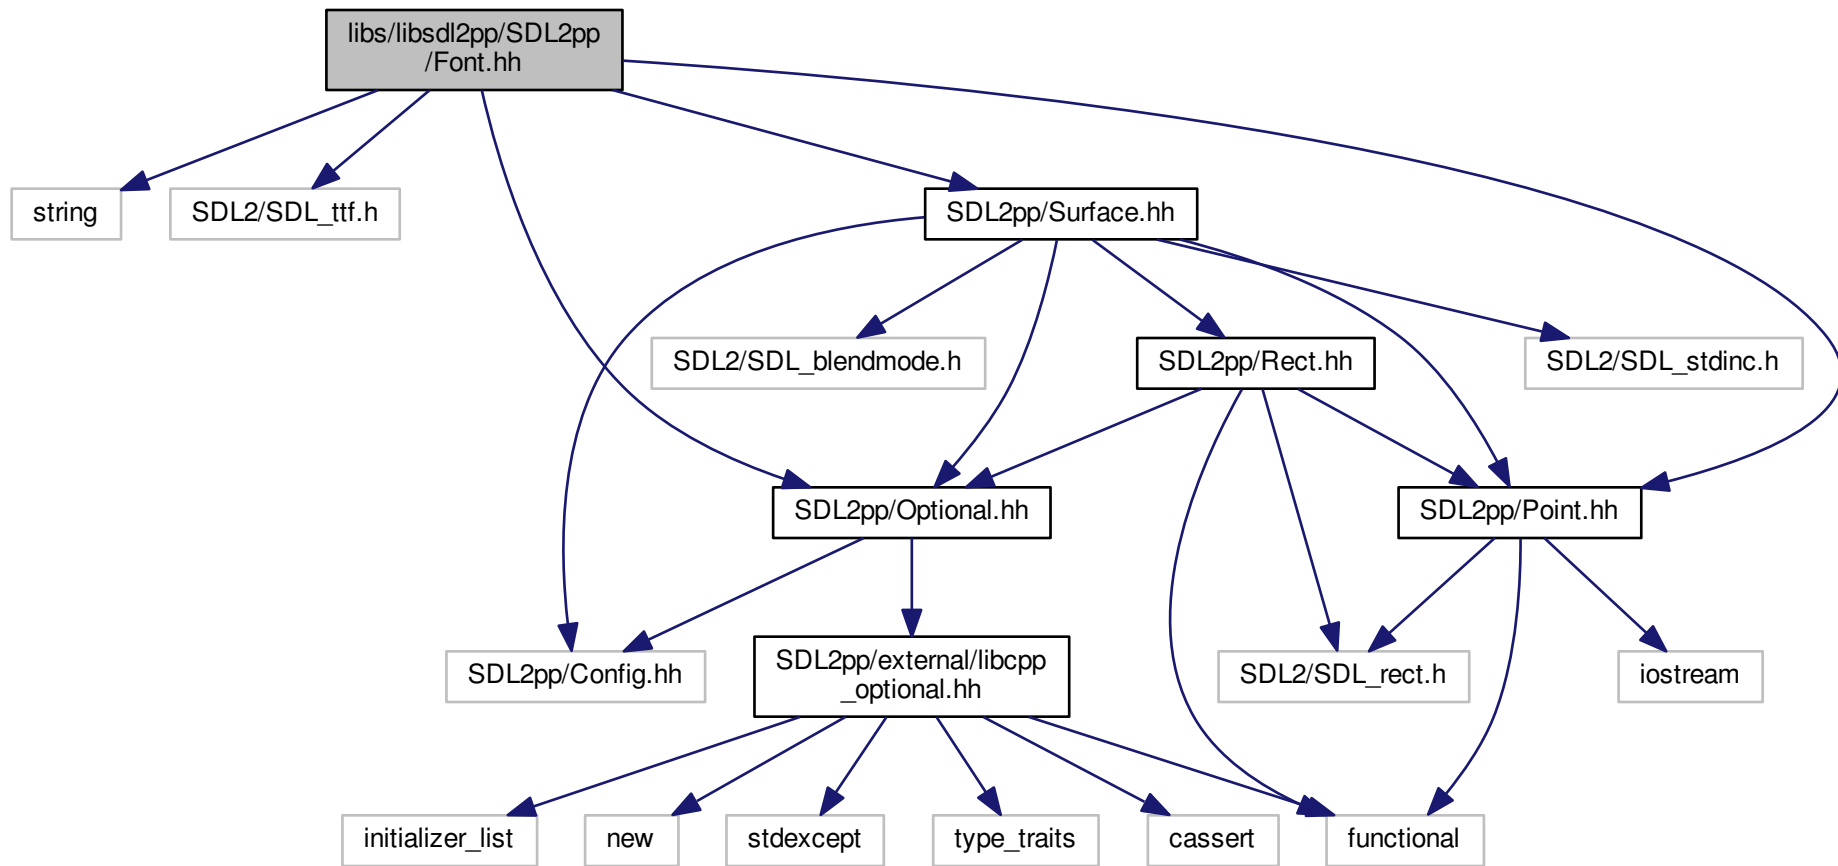 libs/libsdl2pp/SDL2pp
/Font.hh
string
SDL2/SDL_ttf.h
SDL2pp/Surface.hh
SDL2/SDL_blendmode.h
SDL2pp/Rect.hh
SDL2/SDL_stdinc.h
SDL2pp/Optional.hh
SDL2pp/Point.hh
SDL2pp/Config.hh
SDL2pp/external/libcpp
_optional.hh
SDL2/SDL_rect.h
iostream
initializer_list
new
stdexcept
type_traits
cassert
functional